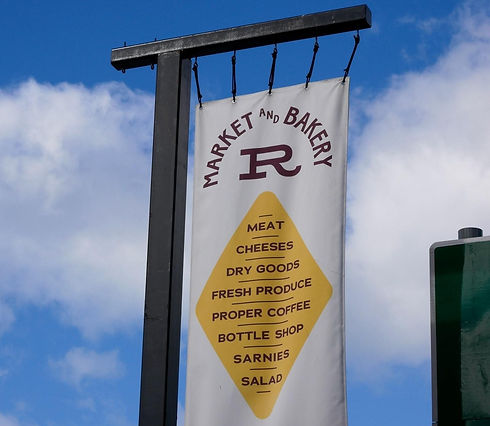 MARKET AND BAKERY
R
MEAT
CHEESES
DRY GOODS
FRESH PRODUCE
PROPER COFFEE
BOTTLE SHOP
SARNIES
SALAD